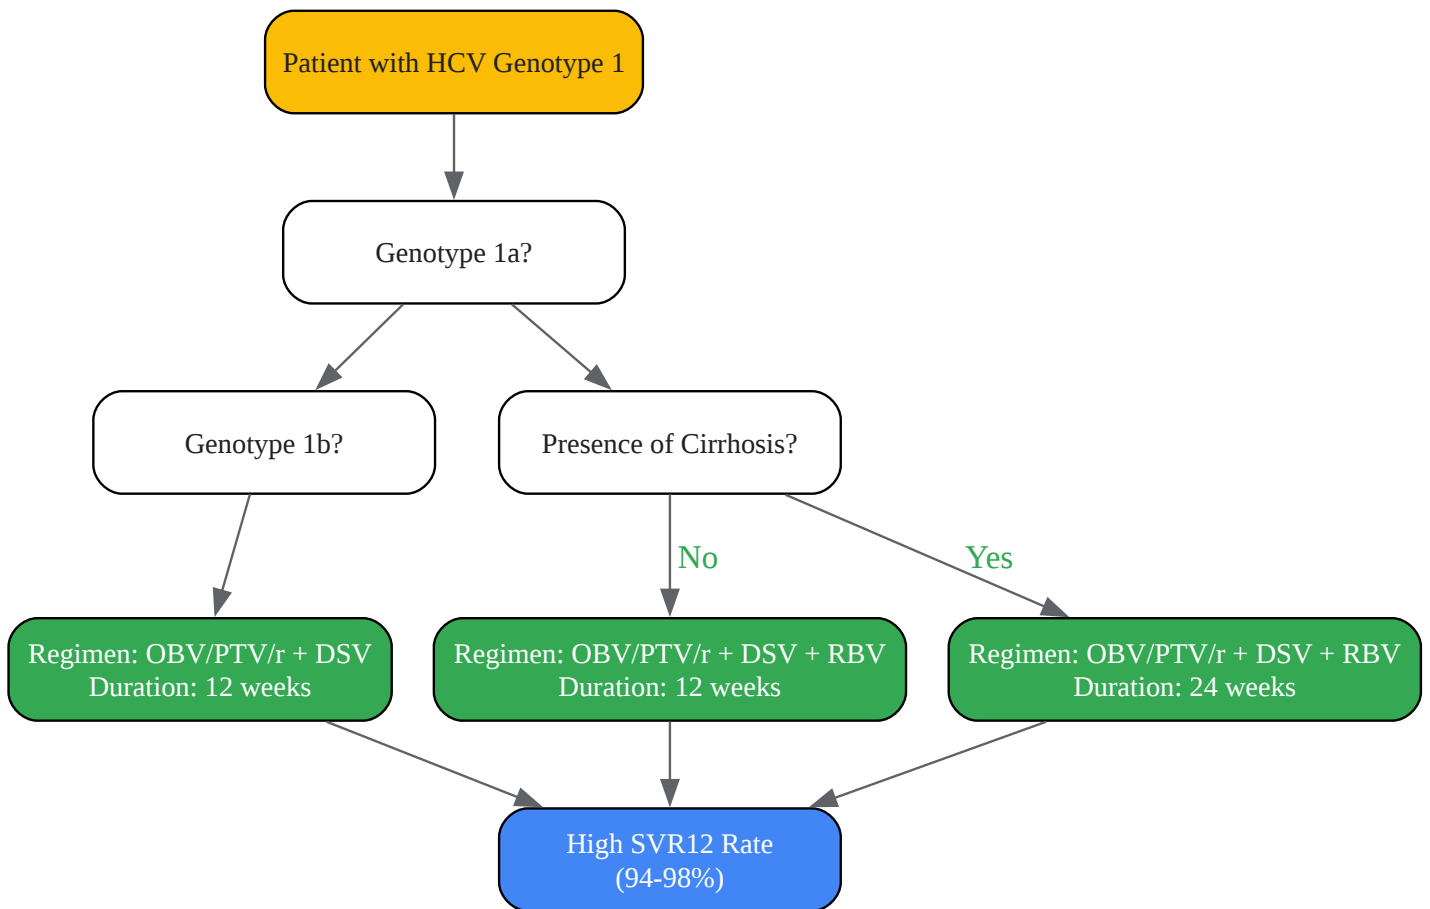 Patient with HCV Genotype 1
Genotype 1a?
Genotype 1b?
Presence of Cirrhosis?
No
Yes
Regimen: OBV/PTV/r + DSV
Duration: 12 weeks
Regimen: OBV/PTV/r + DSV + RBV
Duration: 12 weeks
Regimen: OBV/PTV/r + DSV + RBV
Duration: 24 weeks
High SVR12 Rate
(94-98%)